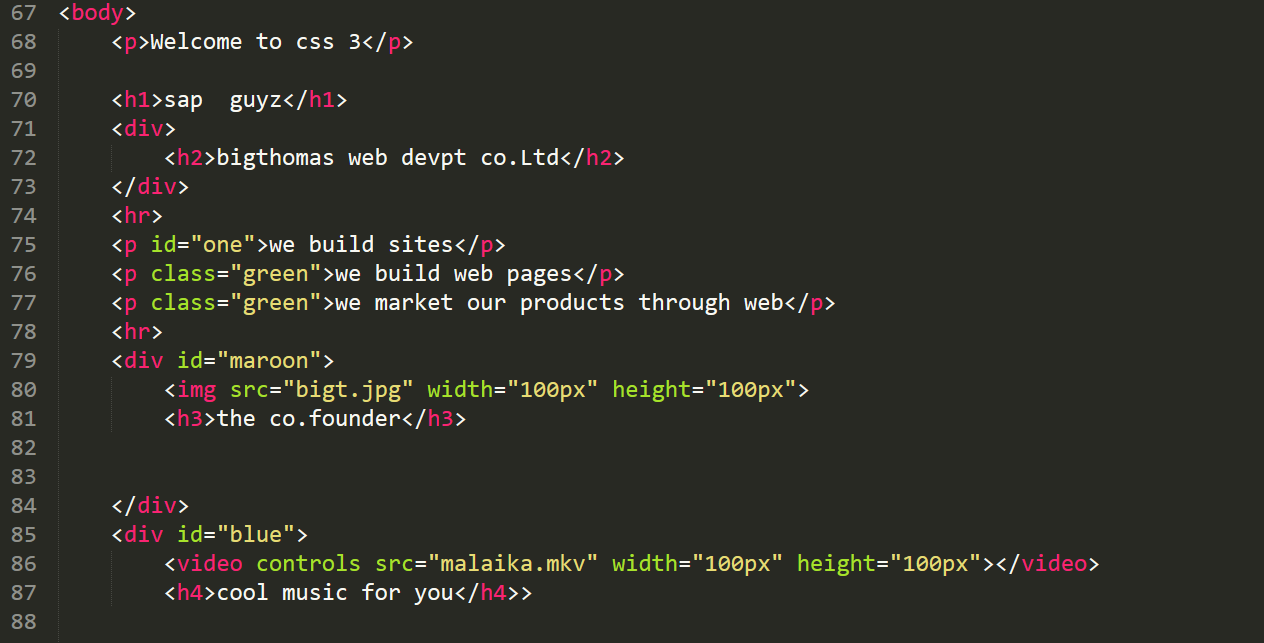 67 <body>
68     <p>Welcome to css 3</p>
69
70     <h1>sap  guyz</h1>
71     <div>
72         <h2>bigthomas web devpt co.Ltd</h2>
73     </div>
74     <hr>
75     <p id="one">we build sites</p>
76     <p class="green">we build web pages</p>
77     <p class="green">we market our products through web</p>
78     <hr>
79     <div id="maroon">
80         <img src="bigt.jpg" width="100px" height="100px">
81         <h3>the co.founder</h3>
82
83
84     </div>
85     <div id="blue">
86         <video controls src="malaika.mkv" width="100px" height="100px"></video>
87         <h4>cool music for you</h4>>
88